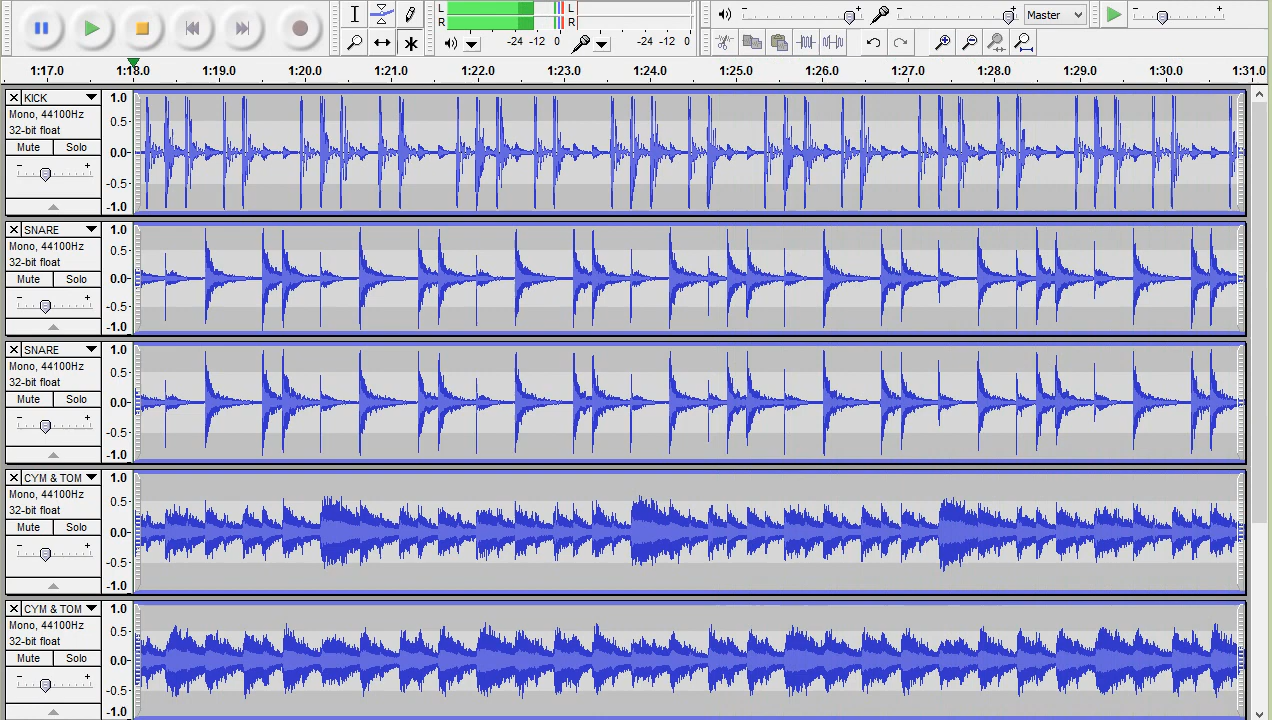 L
R
L
R
-24 -12 0
-24 -12 0
Master
1:17.0 1:18.0 1:19.0 1:20.0 1:21.0 1:22.0 1:23.0 1:24.0 1:25.0 1:26.0 1:27.0 1:28.0 1:29.0 1:30.0 1:31.0
KICK
Mono, 44100Hz
32-bit float
Mute Solo
- +
1.0
0.5-
0.0-
-0.5-
-1.0
SNARE
Mono, 44100Hz
32-bit float
Mute Solo
- +
1.0
0.5-
0.0-
-0.5-
-1.0
SNARE
Mono, 44100Hz
32-bit float
Mute Solo
- +
1.0
0.5-
0.0-
-0.5-
-1.0
CYM & TOM
Mono, 44100Hz
32-bit float
Mute Solo
- +
1.0
0.5-
0.0-
-0.5-
-1.0
CYM & TOM
Mono, 44100Hz
32-bit float
Mute Solo
- +
1.0
0.5-
0.0-
-0.5-
-1.0